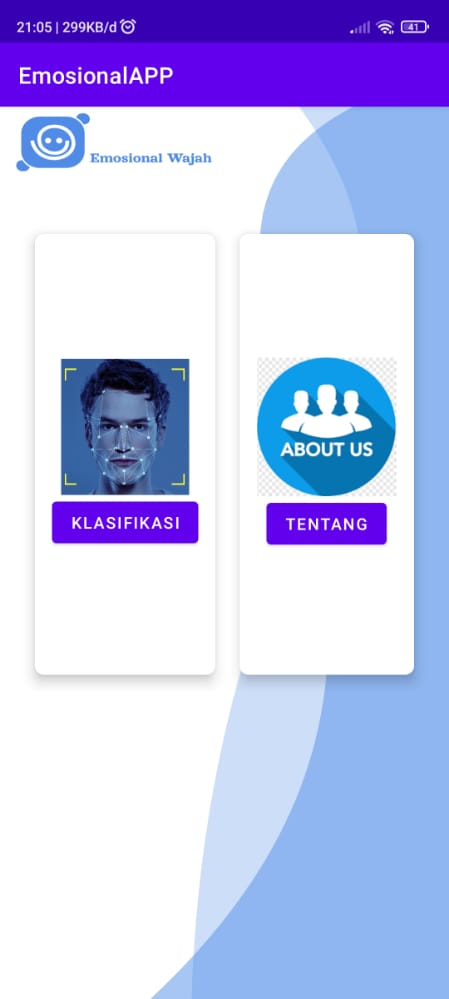 21:05 | 299KB/d
41
EmosionalAPP
Emosional Wajah
ABOUT US
KLASIFIKASI
TENTANG